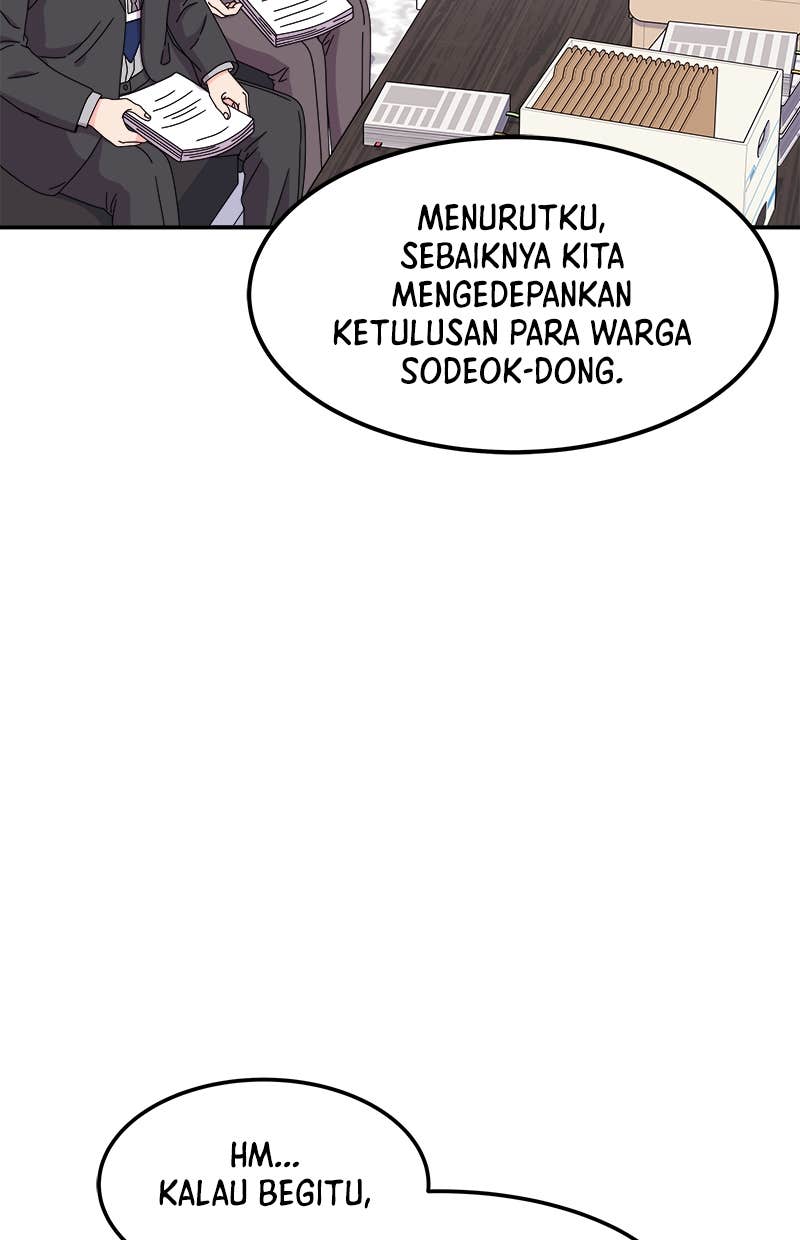 MENURUTKU,
SEBAIKNYA KITA
MENGEDEPANKAN
KETULUSAN PARA WARGA
SODEOK-DONG.
HM...
KALAU BEGITU,